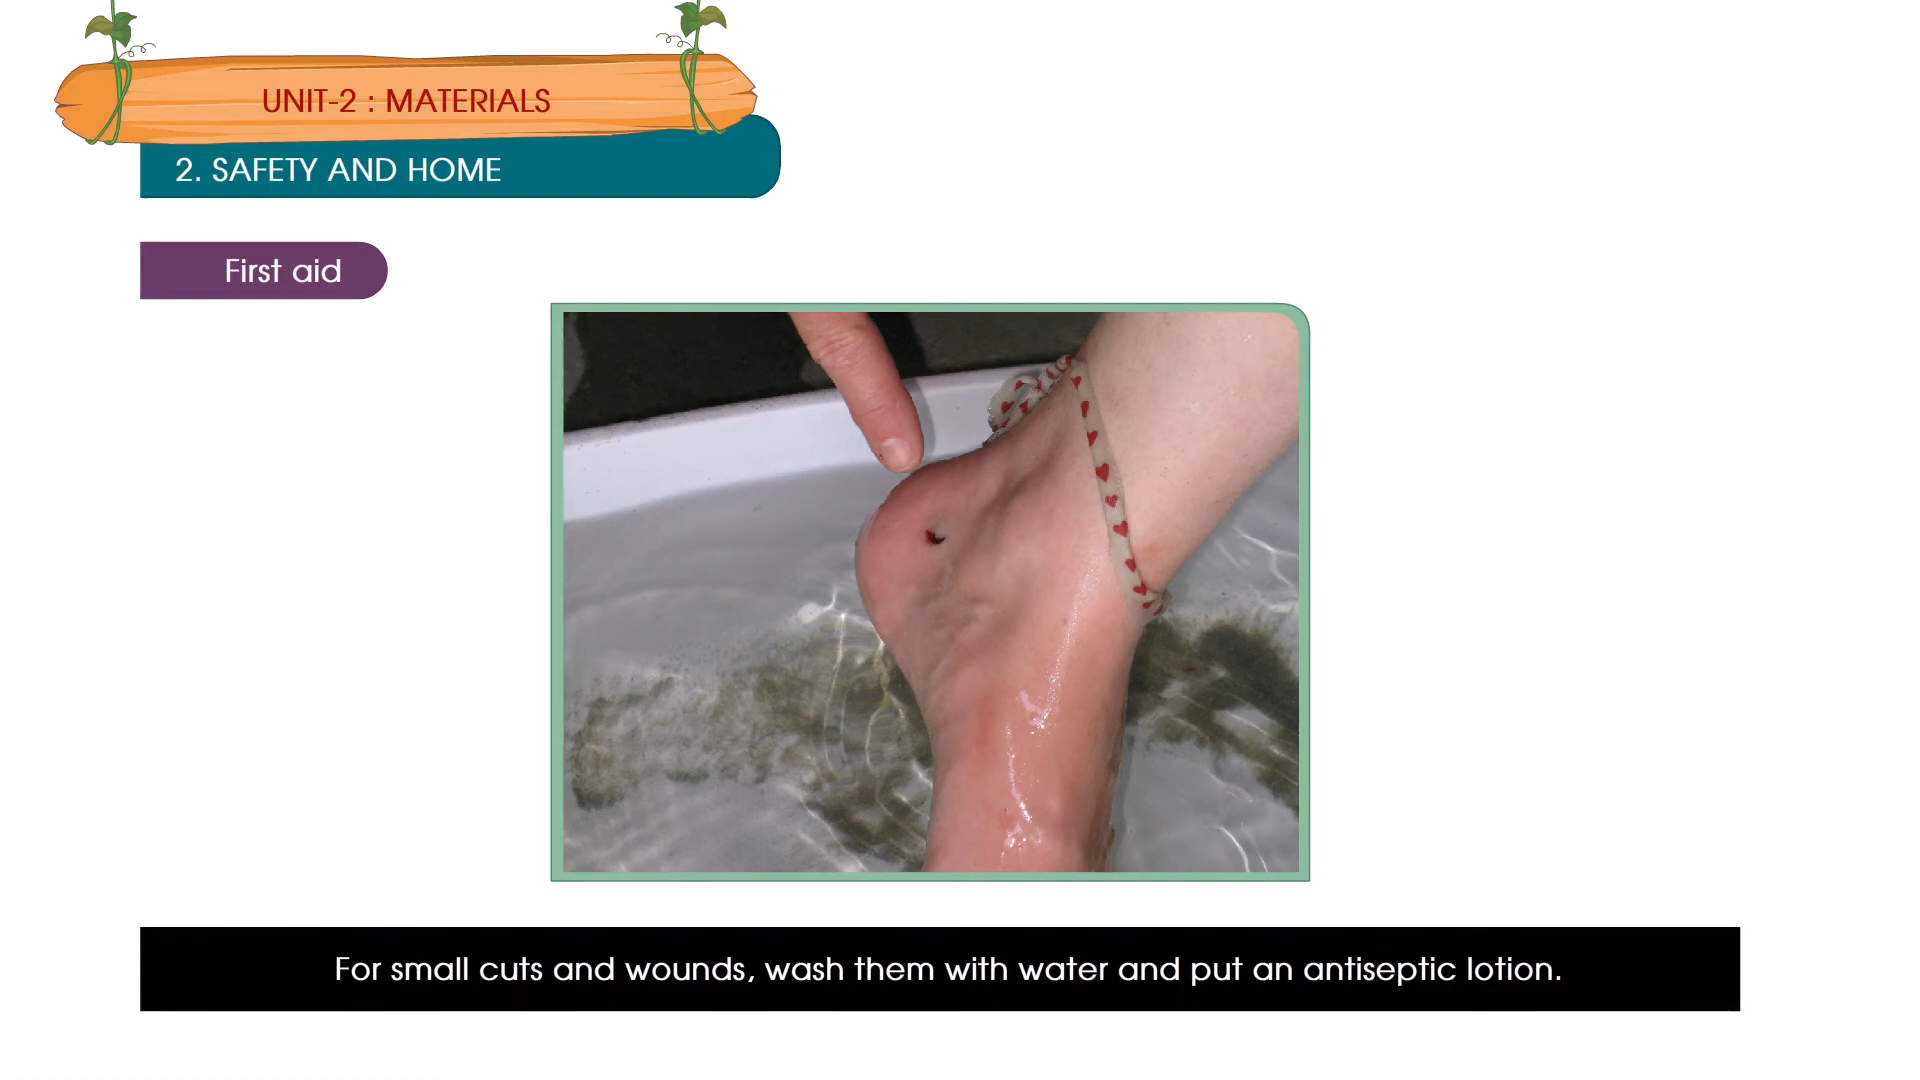 UNIT-2 : MATERIALS
2. SAFETY AND HOME
First aid
For small cuts and wounds, wash them with water and put an antiseptic lotion.